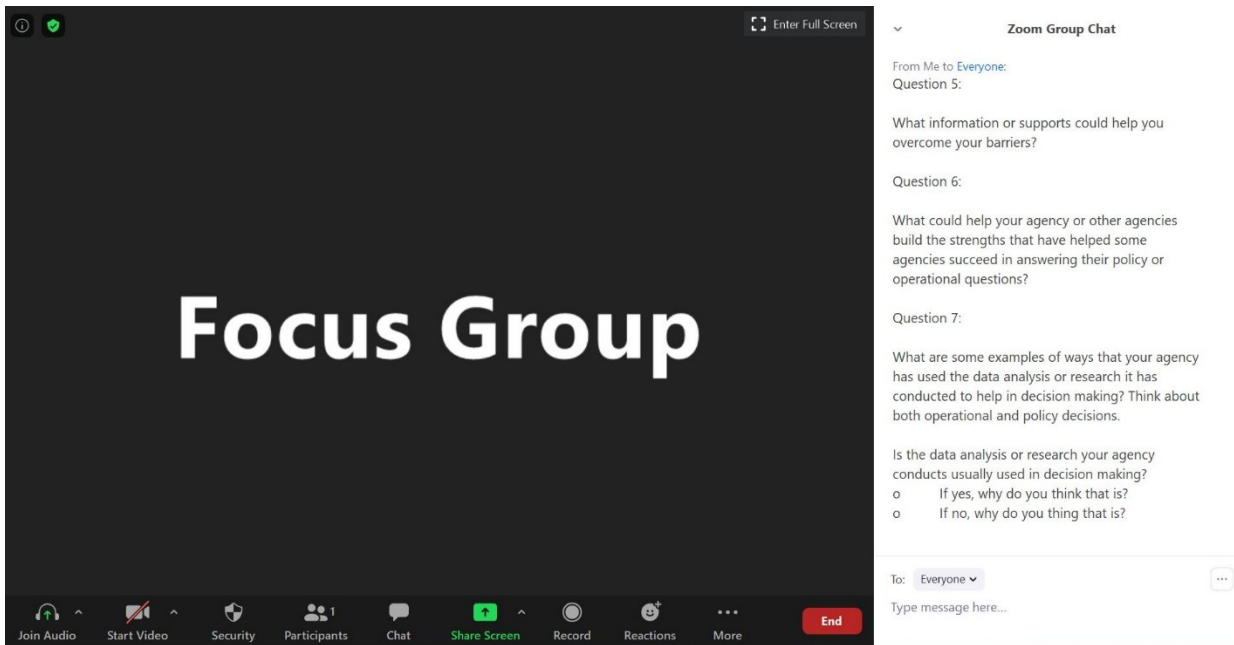 Enter Full Screen
Focus Group
Join Audio
Start Video
Security
Participants
1
Chat
Share Screen
Record
Reactions
More
End
Zoom Group Chat
From Me to Everyone:
Question 5:
What information or supports could help you
overcome your barriers?
Question 6:
What could help your agency or other agencies
build the strengths that have helped some
agencies succeed in answering their policy or
operational questions?
Question 7:
What are some examples of ways that your agency
has used the data analysis or research it has
conducted to help in decision making? Think about
both operational and policy decisions.
Is the data analysis or research your agency
conducts usually used in decision making?
o If yes, why do you think that is?
o If no, why do you thing that is?
To: Everyone
Type message here...